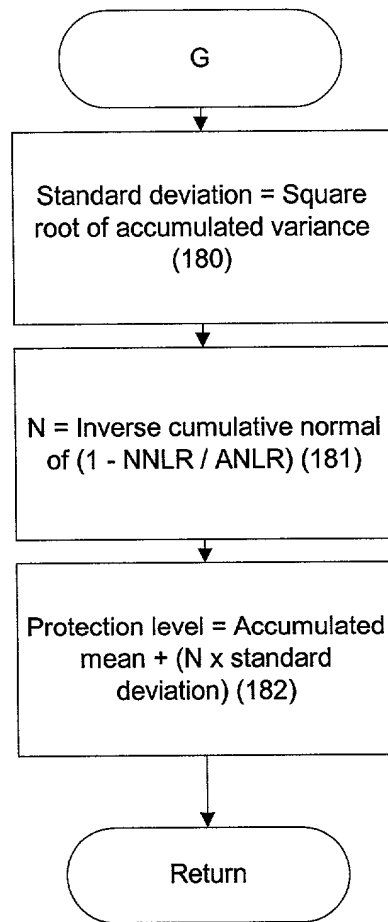 G
Standard deviation = Square
root of accumulated variance
(180)
N = Inverse cumulative normal
of (1 - NNLR / ANLR) (181)
Protection level = Accumulated
mean + (N x standard
deviation) (182)
Return